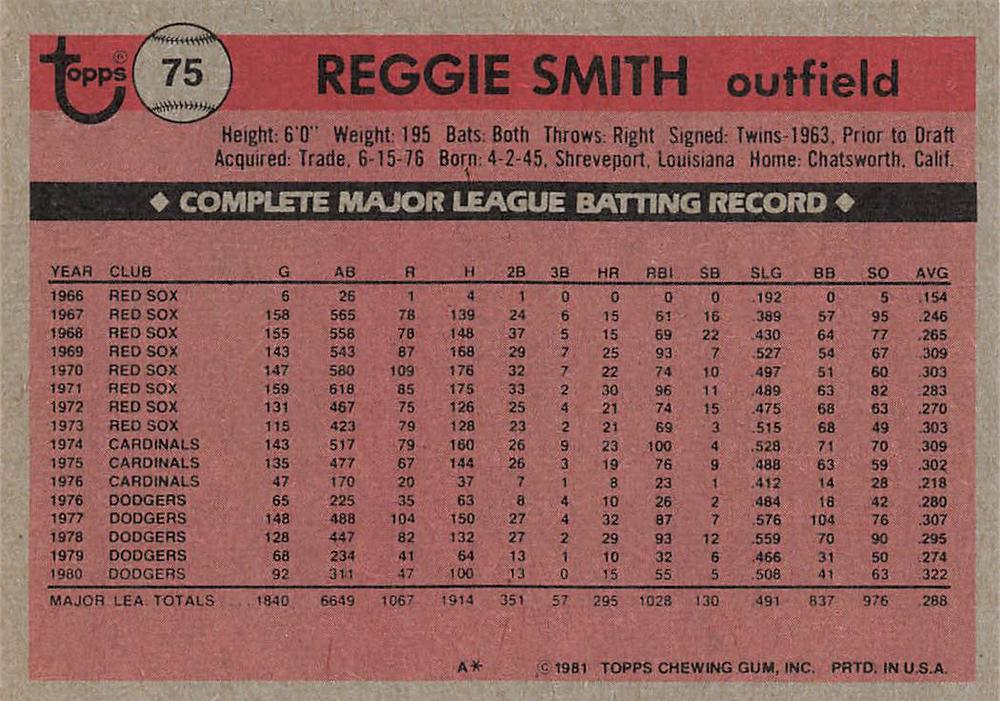 Topps® 75 REGGIE SMITH outfield
Height: 6'0" Weight: 195 Bats: Both Throws: Right Signed: Twins-1963, Prior to Draft
Acquired: Trade, 6-15-76 Born: 4-2-45, Shreveport, Louisiana Home: Chatsworth, Calif.
◆ COMPLETE MAJOR LEAGUE BATTING RECORD ◆
YEAR CLUB G AB R H 2B 3B HR RBI SB SLG BB SO AVG
1966 RED SOX 6 26 1 4 1 0 0 0 0 .192 0 5 .154
1967 RED SOX 158 565 78 139 24 6 15 61 16 .389 57 95 .246
1968 RED SOX 155 558 78 148 37 5 15 69 22 .430 64 77 .265
1969 RED SOX 143 543 87 168 29 7 25 93 7 .527 54 67 .309
1970 RED SOX 147 580 109 176 32 7 22 74 10 .497 51 60 .303
1971 RED SOX 159 618 85 175 33 2 30 96 11 .489 63 82 .283
1972 RED SOX 131 467 75 126 25 4 21 74 15 .475 68 63 .270
1973 RED SOX 115 423 79 128 23 2 21 69 3 .515 68 49 .303
1974 CARDINALS 143 517 79 160 26 9 23 100 4 .528 71 70 .309
1975 CARDINALS 135 477 67 144 26 3 19 76 9 .488 63 59 .302
1976 CARDINALS 47 170 20 37 7 1 8 23 1 .412 14 28 .218
1976 DODGERS 65 225 35 63 8 4 10 26 2 .484 18 42 .280
1977 DODGERS 148 488 104 150 27 4 32 87 7 .576 104 76 .307
1978 DODGERS 128 447 82 132 27 2 29 93 12 .559 70 90 .295
1979 DODGERS 68 234 41 64 13 1 10 32 6 .466 31 50 .274
1980 DODGERS 92 311 47 100 13 0 15 55 5 .508 41 63 .322
MAJOR LEA. TOTALS ... 1840 6649 1067 1914 351 57 295 1028 130 .491 837 976 .288
A* © 1981 TOPPS CHEWING GUM, INC. PRTD. IN U.S.A.